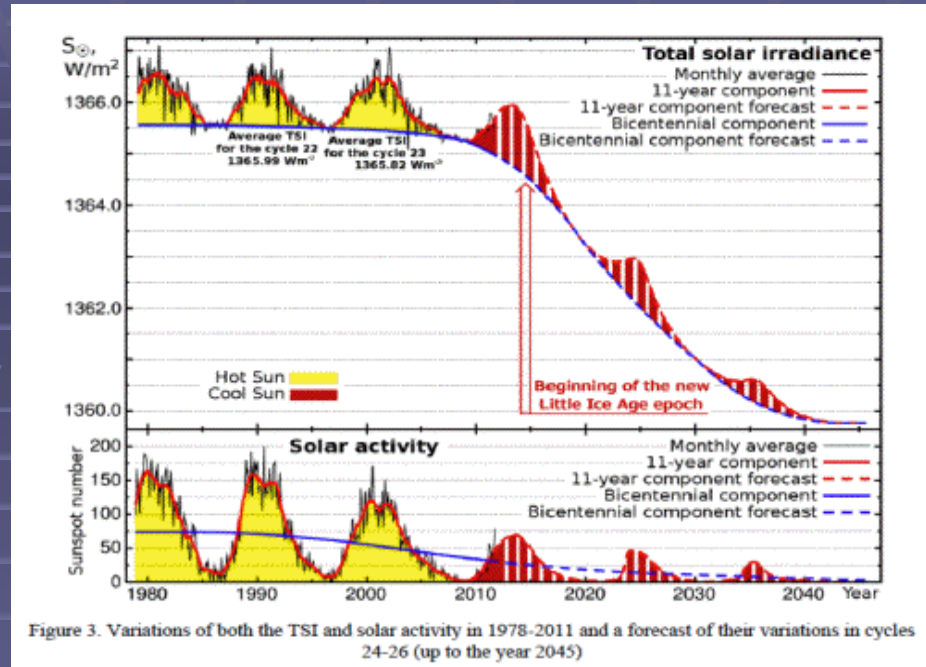 S☉,
W/m²
Total solar irradiance
Monthly average
11-year component
11-year component forecast
Bicentennial component
Bicentennial component forecast
1366.0
1364.0
1362.0
1360.0
Average TSI
for the cycle 22
1365.99 Wm⁻²
Average TSI
for the cycle 23
1365.82 Wm⁻²
Hot Sun
Cool Sun
Beginning of the new
Little Ice Age epoch
Solar activity
Monthly average
11-year component
11-year component forecast
Bicentennial component
Bicentennial component forecast
Sunspot number
200
150
100
50
0
1980 1990 2000 2010 2020 2030 2040 Year
Figure 3. Variations of both the TSI and solar activity in 1978-2011 and a forecast of their variations in cycles
24-26 (up to the year 2045)